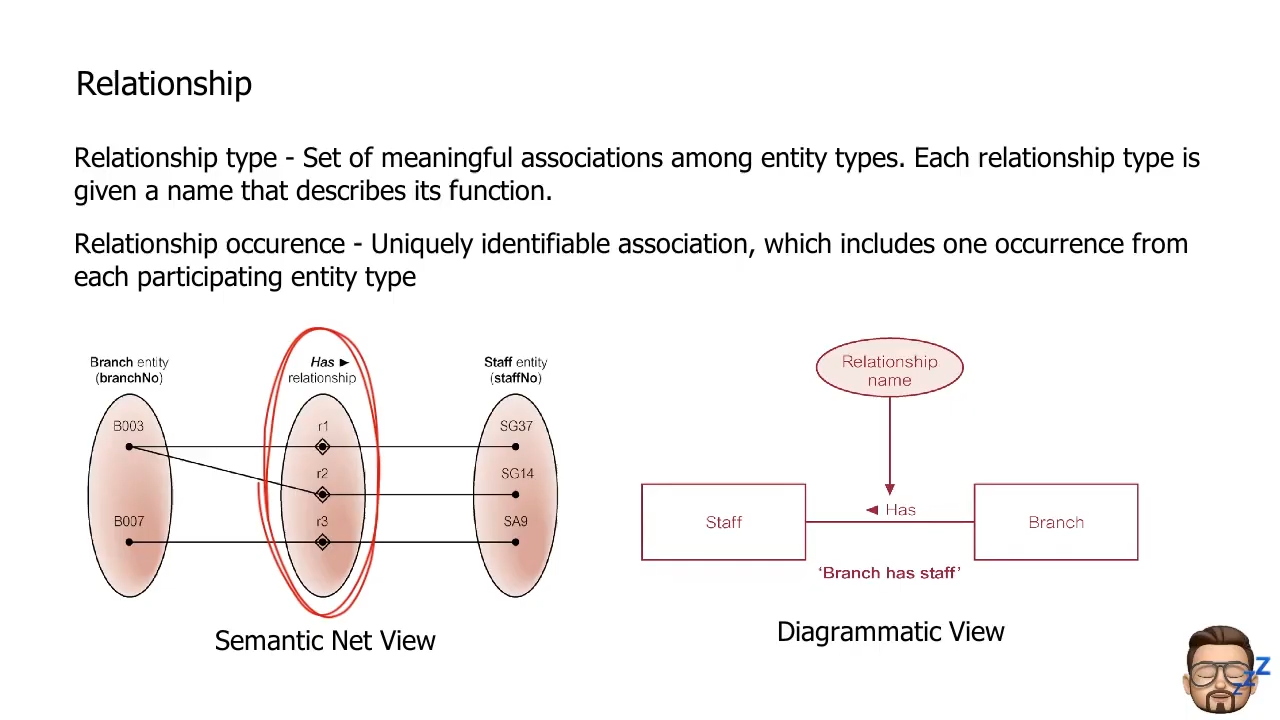 Relationship
Relationship type - Set of meaningful associations among entity types. Each relationship type is
given a name that describes its function.
Relationship occurence - Uniquely identifiable association, which includes one occurrence from
each participating entity type
Branch entity
(branchNo)
Has ►
relationship
Staff entity
(staffNo)
B003
r1
SG37
r2
SG14
B007
r3
SA9
Semantic Net View
Relationship
name
Staff
◄ Has
Branch
‘Branch has staff’
Diagrammatic View
z z Z